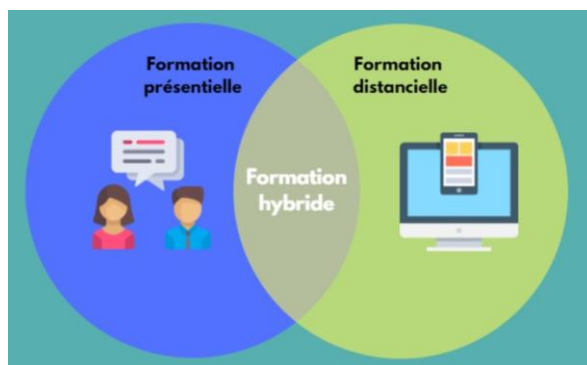 Formation
présentielle
Formation
distancielle
Formation
hybride